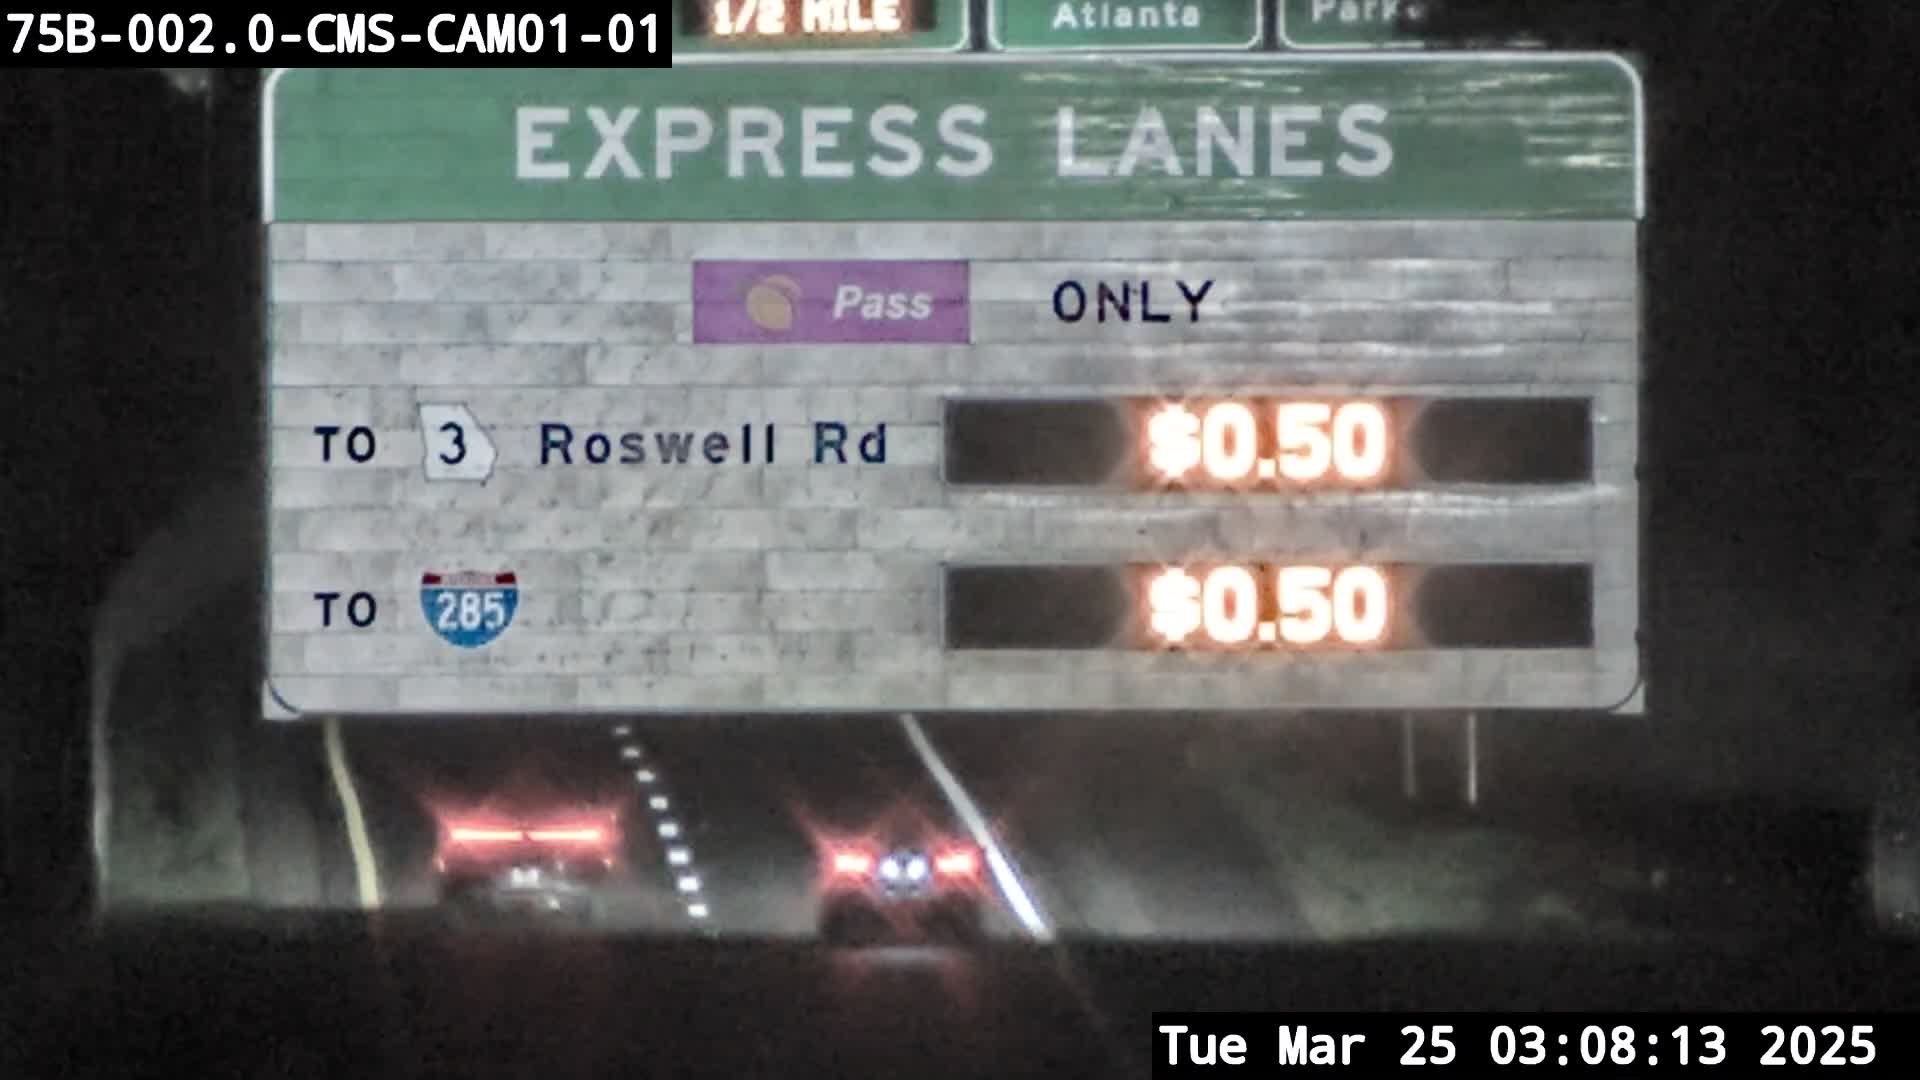 75B-002.0-CMS-CAM01-01
1/2 MILE
Atlanta
EXPRESS LANES
Pass ONLY
TO 3 Roswell Rd $0.50
TO 285 $0.50
Tue Mar 25 03:08:13 2025